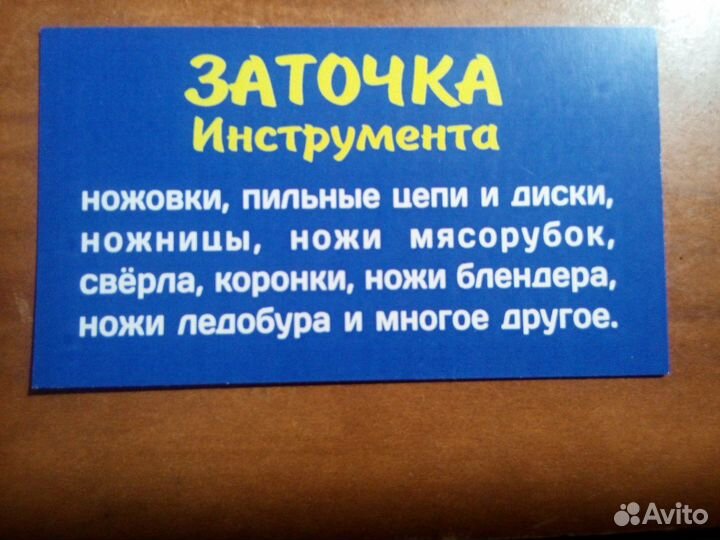 ЗАТОЧКА
Инструмента
ножовки, пильные цепи и диски,
ножницы, ножи мясорубок,
свёрла, коронки, ножи блендера,
ножи ледобура и многое другое.
Avito